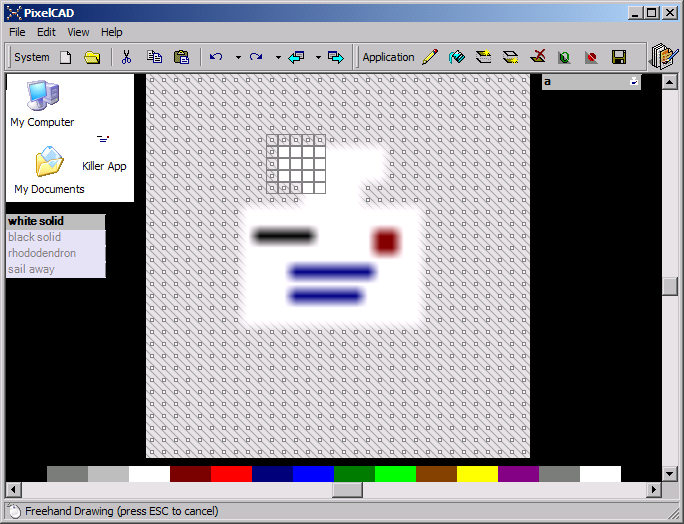 PixelCAD
File Edit View Help
System Application
My Computer
Killer App
My Documents
white solid
black solid
rhododendron
sail away
a
Freehand Drawing (press ESC to cancel)